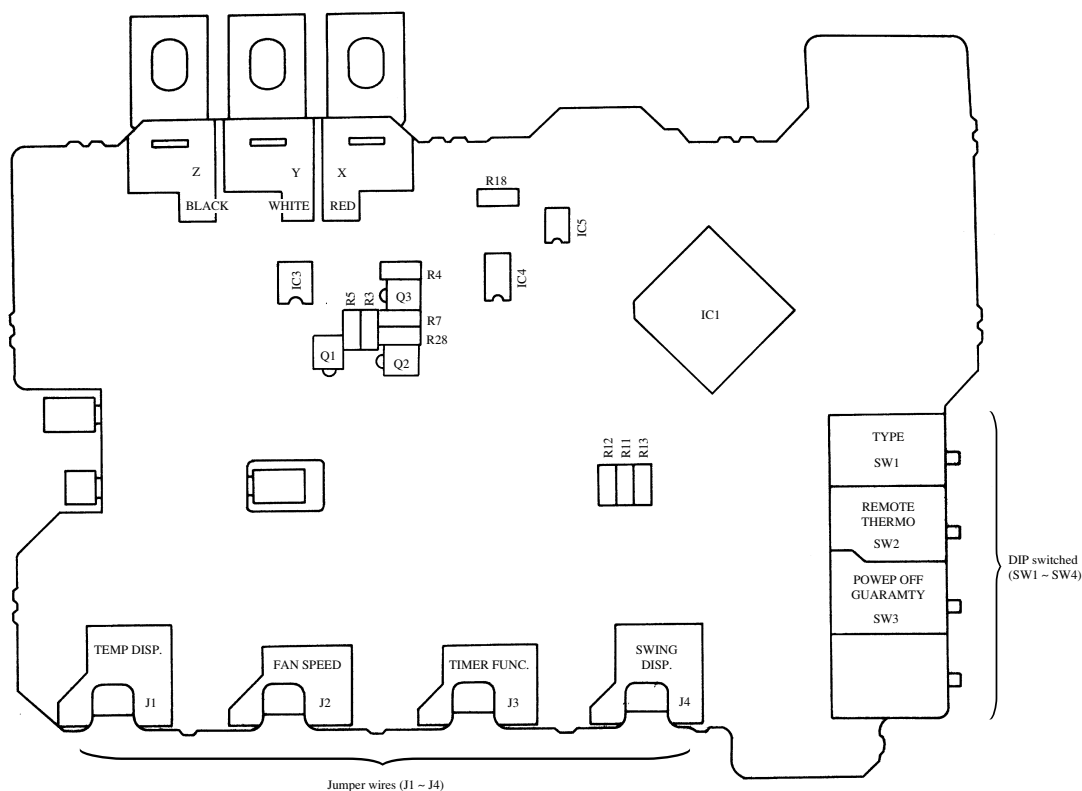 Z
Y
X
BLACK
WHITE
RED
R18
IC5
IC3
R5
R3
R4
Q3
IC4
R7
R28
Q1
Q2
IC1
R12
R11
R13
TYPE
SW1
REMOTE
THERMO
SW2
POWEP OFF
GUARAMTY
SW3
DIP switched
(SW1 ~ SW4)
TEMP DISP.
J1
FAN SPEED
J2
TIMER FUNC.
J3
SWING
DISP.
J4
Jumper wires (J1 ~ J4)